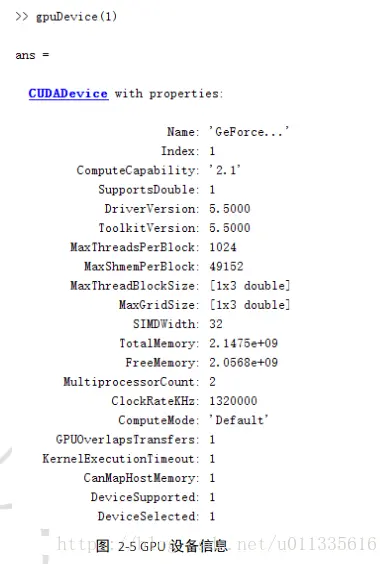 >> gpuDevice(1)
ans =
CUDADevice with properties:
Name: 'GeForce...'
Index: 1
ComputeCapability: '2.1'
SupportsDouble: 1
DriverVersion: 5.5000
ToolkitVersion: 5.5000
MaxThreadsPerBlock: 1024
MaxShmemPerBlock: 49152
MaxThreadBlockSize: [1x3 double]
MaxGridSize: [1x3 double]
SIMDWidth: 32
TotalMemory: 2.1475e+09
FreeMemory: 2.0568e+09
MultiprocessorCount: 2
ClockRateKHz: 1320000
ComputeMode: 'Default'
GPUOverlapsTransfers: 1
KernelExecutionTimeout: 1
CanMapHostMemory: 1
DeviceSupported: 1
DeviceSelected: 1
图 2-5 GPU 设备信息
https://blog.csdn.net/u011335616